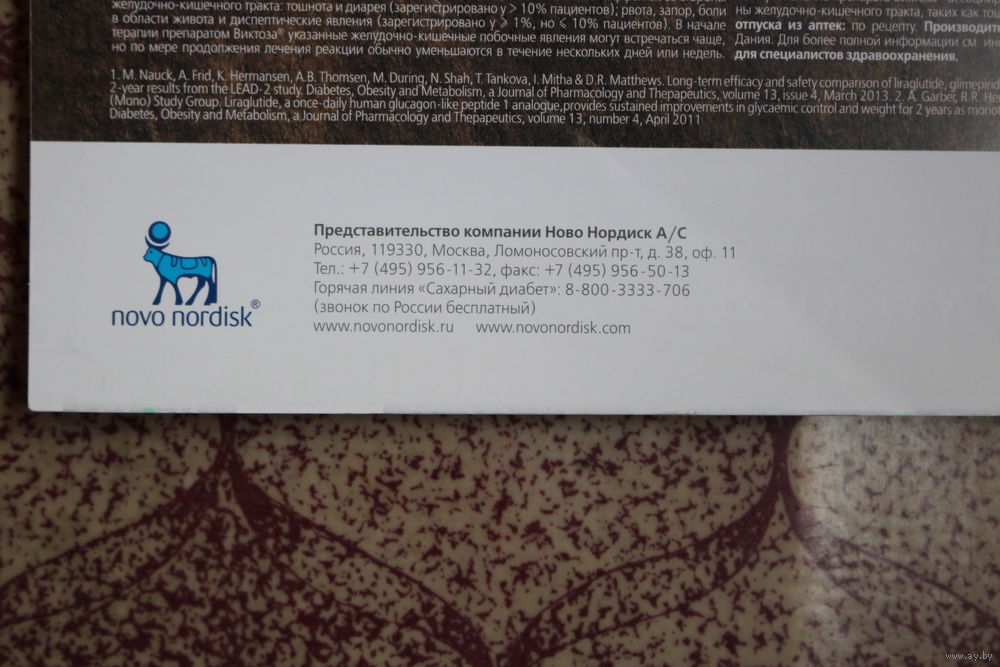 желудочно-кишечного тракта: тошнота и диарея (зарегистрировано у > 10% пациентов); рвота, запор, боли
в области живота и диспептические явления (зарегистрировано у ⩾ 1%, но ⩽ 10% пациентов). В начале
терапии препаратом Виктоза® указанные желудочно-кишечные побочные явления могут встречаться чаще,
но по мере продолжения лечения реакции обычно уменьшаются в течение нескольких дней или недель.
ны желудочно-кишечного тракта, таких как
отпуска из аптек: по рецепту. Производит
Дания. Для более полной информации см.
для специалистов здравоохранения.
1. M. Nauck, A. Frid, K. Hermansen, A.B. Thomsen, M. During, N. Shah, T. Tankova, I. Mitha & D.R. Matthews. Long-term efficacy and safety comparison of liraglutide, glimepiri
2-year results from the LEAD-2 study. Diabetes, Obesity and Metabolism, a Journal of Pharmacology and Thepapeutics, volume 13, issue 4, March 2013. 2. A. Garber, R.R. He
(Mono) Study Group. Liraglutide, a once-daily human glucagon-like peptide 1 analogue,provides sustained improvements in glycaemic control and weight for 2 years as mono
Diabetes, Obesity and Metabolism, a Journal of Pharmacology and Thepapeutics, volume 13, number 4, April 2011
novo nordisk®
Представительство компании Ново Нордиск А/С
Россия, 119330, Москва, Ломоносовский пр-т, д. 38, оф. 11
Тел.: +7 (495) 956-11-32, факс: +7 (495) 956-50-13
Горячая линия «Сахарный диабет»: 8-800-3333-706
(звонок по России бесплатный)
www.novonordisk.ru www.novonordisk.com
www.ay.by